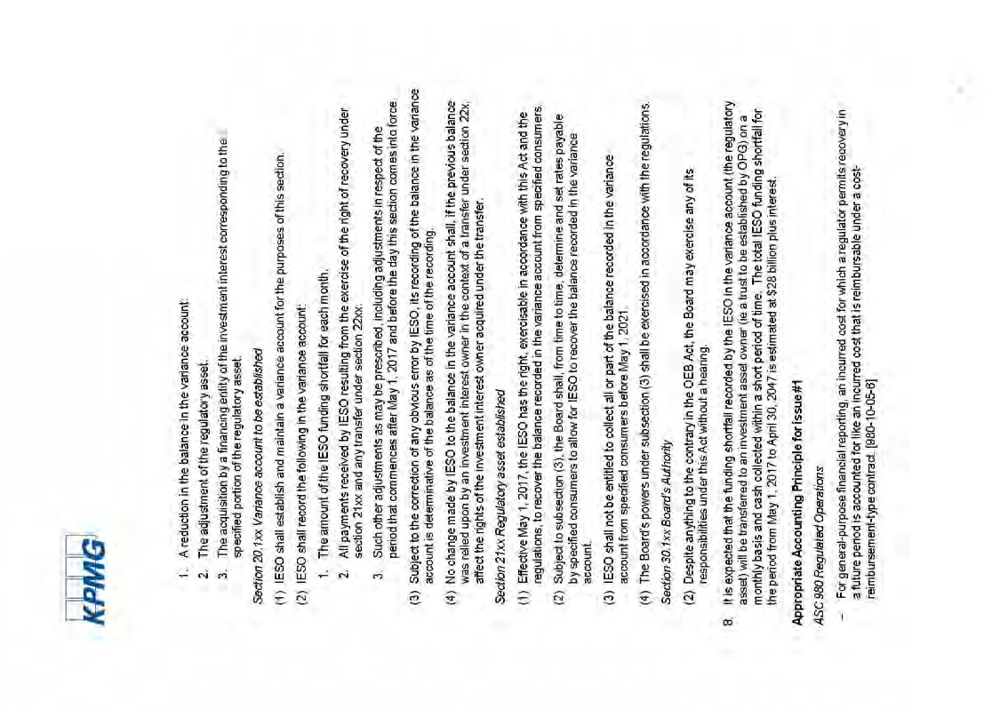 KPMG
1. A reduction in the balance in the variance account:
2. The adjustment of the regulatory asset.
3. The acquisition by a financing entity of the investment interest corresponding to the
specified portion of the regulatory asset.
Section 20.1xx Variance account to be established
(1) IESO shall establish and maintain a variance account for the purposes of this section.
(2) IESO shall record the following in the variance account:
1. The amount of the IESO funding shortfall for each month.
2. All payments received by IESO resulting from the exercise of the right of recovery under
section 21xx and any transfer under section 22xx.
3. Such other adjustments as may be prescribed, including adjustments in respect of the
period that commences after May 1, 2017 and before the day this section comes into force.
(3) Subject to the correction of any obvious error by IESO, its recording of the balance in the variance
account is determinative of the balance as of the time of the recording.
(4) No change made by IESO to the balance in the variance account shall, if the previous balance
was relied upon by an investment interest owner in the context of a transfer under section 22x,
affect the rights of the investment interest owner acquired under the transfer.
Section 21xx Regulatory asset established
(1) Effective May 1, 2017, the IESO has the right, exercisable in accordance with this Act and the
regulations, to recover the balance recorded in the variance account from specified consumers.
(2) Subject to subsection (3), the Board shall, from time to time, determine and set rates payable
by specified consumers to allow for IESO to recover the balance recorded in the variance
account.
(3) IESO shall not be entitled to collect all or part of the balance recorded in the variance
account from specified consumers before May 1, 2021.
(4) The Board's powers under subsection (3) shall be exercised in accordance with the regulations.
Section 30.1xx Board's Authority
(2) Despite anything to the contrary in the OEB Act, the Board may exercise any of its
responsibilities under this Act without a hearing.
8. It is expected that the funding shortfall recorded by the IESO in the variance account (the regulatory
asset) will be transferred to an investment asset owner (ie a trust to be established by OPG) on a
monthly basis and cash collected within a short period of time. The total IESO funding shortfall for
the period from May 1, 2017 to April 30, 2047 is estimated at $28 billion plus interest.
Appropriate Accounting Principle for issue #1
ASC 980 Regulated Operations
– For general-purpose financial reporting, an incurred cost for which a regulator permits recovery in
a future period is accounted for like an incurred cost that is reimbursable under a cost-
reimbursement-type contract. [980-10-05-6]